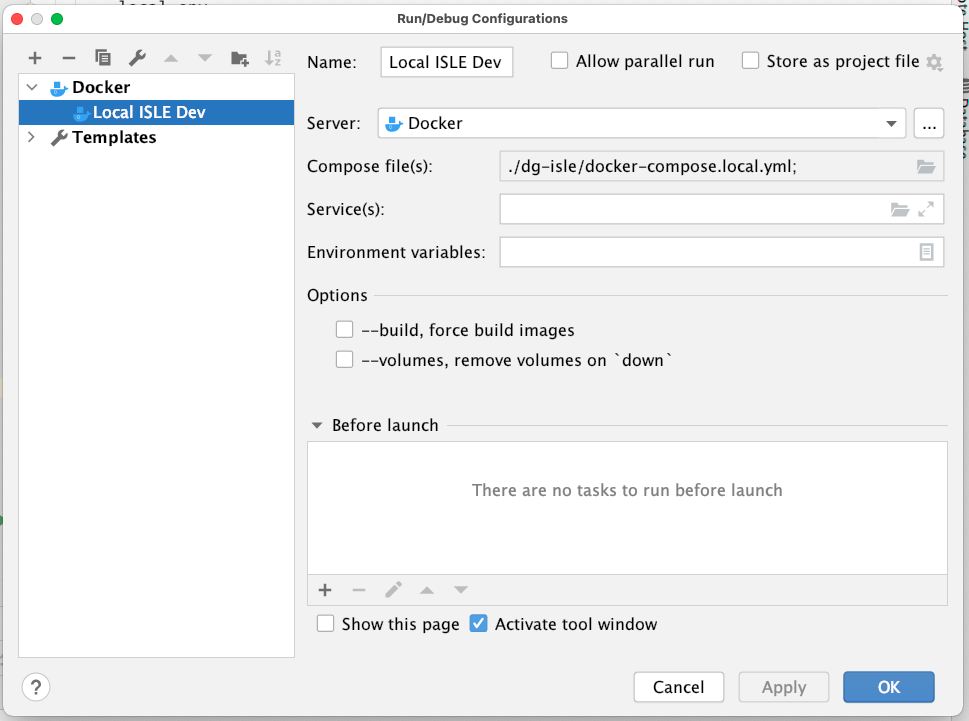 Run/Debug Configurations
Docker
Local ISLE Dev
Templates
Name: Local ISLE Dev Allow parallel run Store as project file
Server: Docker ...
Compose file(s): ./dg-isle/docker-compose.local.yml;
Service(s):
Environment variables:
Options
--build, force build images
--volumes, remove volumes on `down`
Before launch
There are no tasks to run before launch
Show this page Activate tool window
? Cancel Apply OK